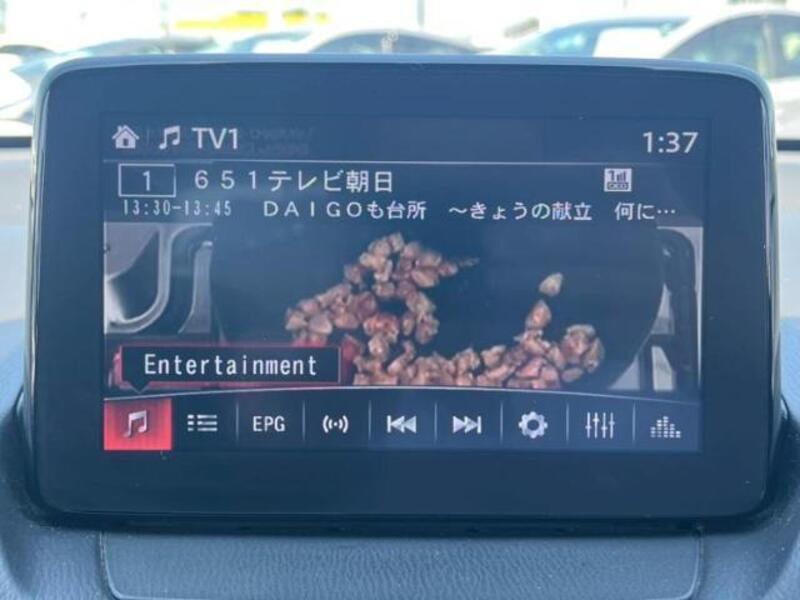 TV1
1:37
1 ６５１テレビ朝日
13:30-13:45 ＤＡＩＧＯも台所 ～きょうの献立 何に…
Entertainment
EPG